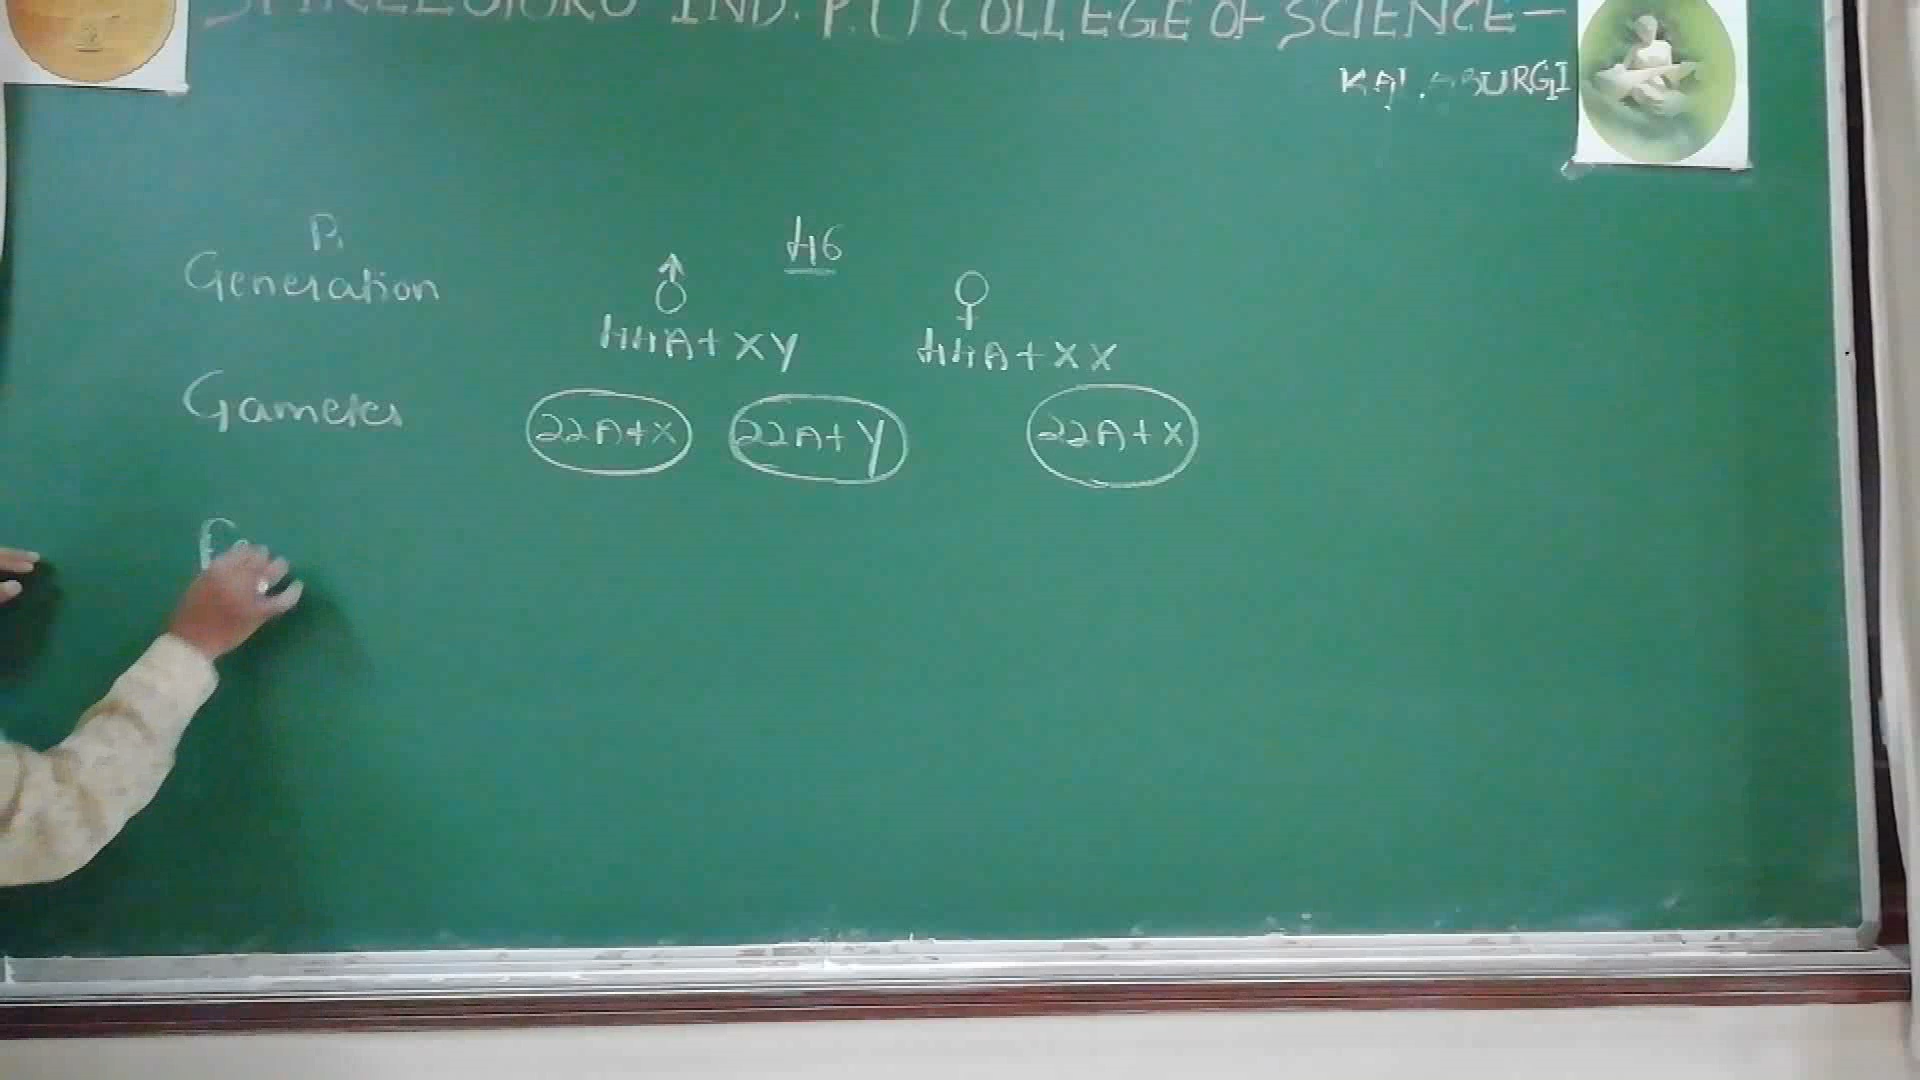 IND. P.U COLLEGE OF SCIENCE –
KALABURGI
P1
Generation
46
♂ ♀
44A+XY 44A+XX
Gametes
22A+X 22A+Y 22A+X